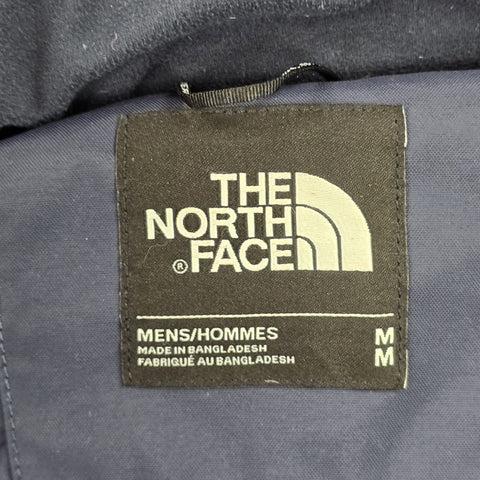 THE
NORTH
FACE
®
MENS/HOMMES M
MADE IN BANGLADESH
FABRIQUÉ AU BANGLADESH M